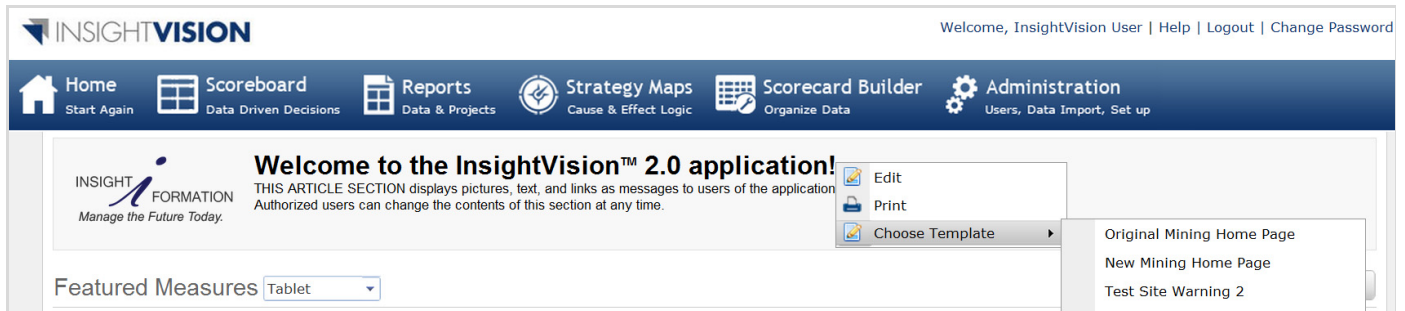 INSIGHTVISION
Welcome, InsightVision User | Help | Logout | Change Password
Home
Start Again
Scoreboard
Data Driven Decisions
Reports
Data & Projects
Strategy Maps
Cause & Effect Logic
Scorecard Builder
Organize Data
Administration
Users, Data Import, Set up
INSIGHT
FORMATION
Manage the Future Today.
Welcome to the InsightVision™ 2.0 application!
THIS ARTICLE SECTION displays pictures, text, and links as messages to users of the application
Authorized users can change the contents of this section at any time.
Edit
Print
Choose Template
Original Mining Home Page
New Mining Home Page
Test Site Warning 2
Featured Measures Tablet